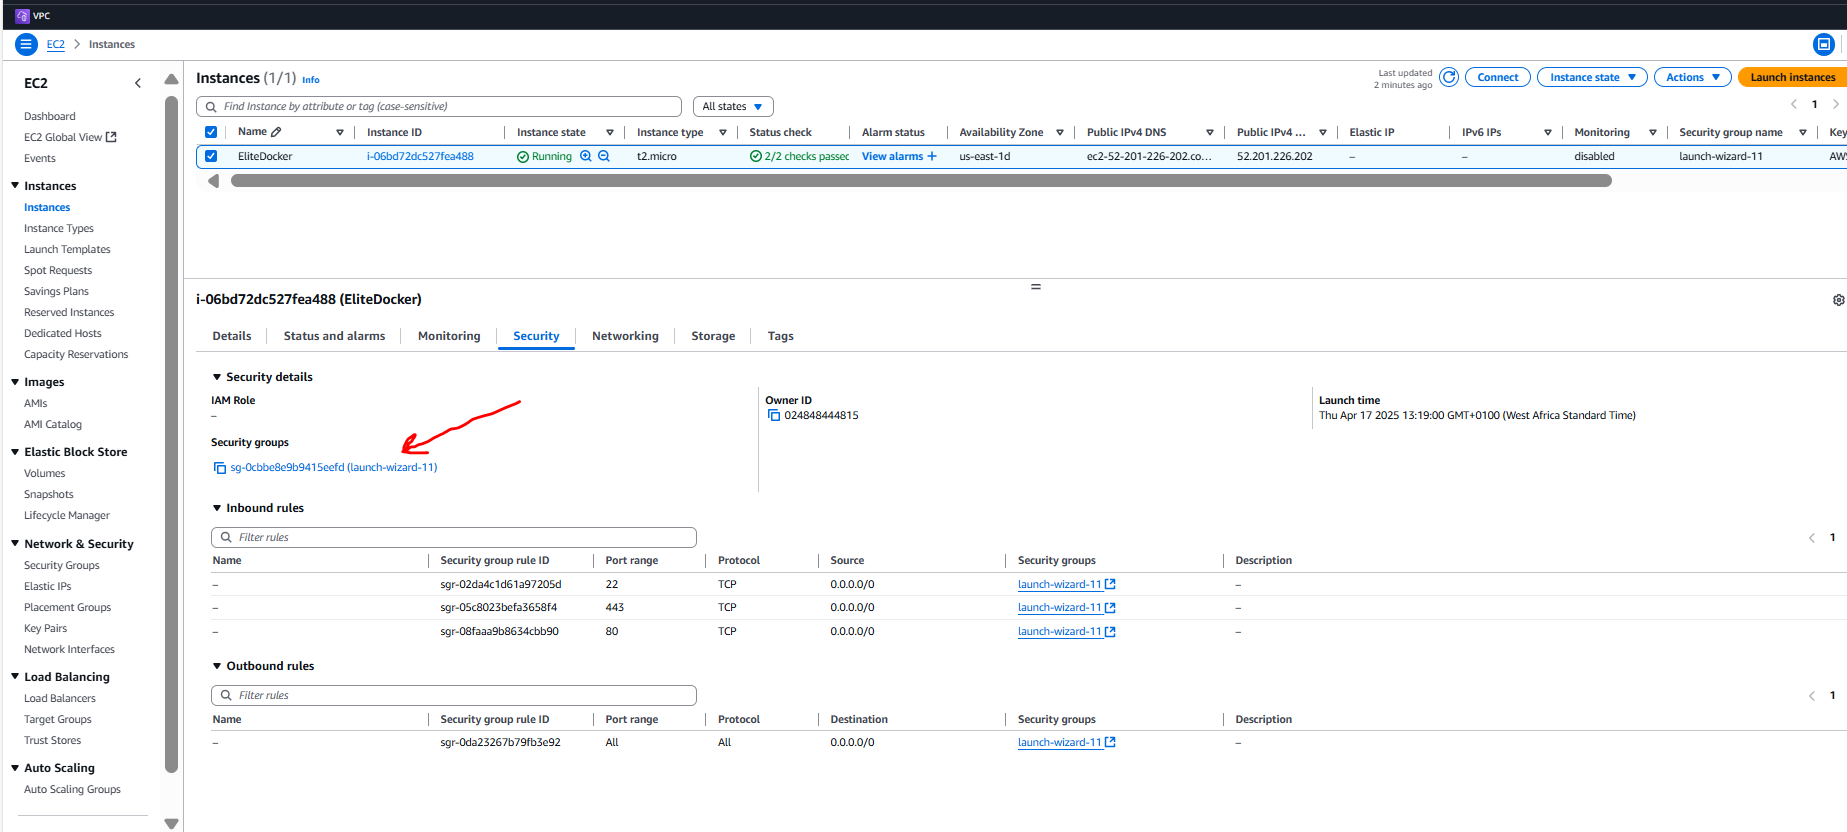 VPC
EC2 > Instances
EC2
Dashboard
EC2 Global View
Events
Instances
Instances
Instance Types
Launch Templates
Spot Requests
Savings Plans
Reserved Instances
Dedicated Hosts
Capacity Reservations
Images
AMIs
AMI Catalog
Elastic Block Store
Volumes
Snapshots
Lifecycle Manager
Network & Security
Security Groups
Elastic IPs
Placement Groups
Key Pairs
Network Interfaces
Load Balancing
Load Balancers
Target Groups
Trust Stores
Auto Scaling
Auto Scaling Groups
Instances (1/1) Info
Last updated
2 minutes ago
Connect Instance state Actions Launch instances
Find Instance by attribute or tag (case-sensitive) All states
1
Name Instance ID Instance state Instance type Status check Alarm status Availability Zone Public IPv4 DNS Public IPv4 ... Elastic IP IPv6 IPs Monitoring Security group name Key
EliteDocker i-06bd72dc527fea488 Running t2.micro 2/2 checks passec View alarms + us-east-1d ec2-52-201-226-202.co... 52.201.226.202 – – disabled launch-wizard-11 AWS
i-06bd72dc527fea488 (EliteDocker)
Details Status and alarms Monitoring Security Networking Storage Tags
Security details
IAM Role Owner ID Launch time
– 024848444815 Thu Apr 17 2025 13:19:00 GMT+0100 (West Africa Standard Time)
Security groups
sg-0cbbe8e9b9415eefd (launch-wizard-11)
Inbound rules
Filter rules
1
Name Security group rule ID Port range Protocol Source Security groups Description
– sgr-02da4c1d61a97205d 22 TCP 0.0.0.0/0 launch-wizard-11 –
– sgr-05c8023befa3658f4 443 TCP 0.0.0.0/0 launch-wizard-11 –
– sgr-08faaa9b8634cbb90 80 TCP 0.0.0.0/0 launch-wizard-11 –
Outbound rules
Filter rules
1
Name Security group rule ID Port range Protocol Destination Security groups Description
– sgr-0da23267b79fb3e92 All All 0.0.0.0/0 launch-wizard-11 –